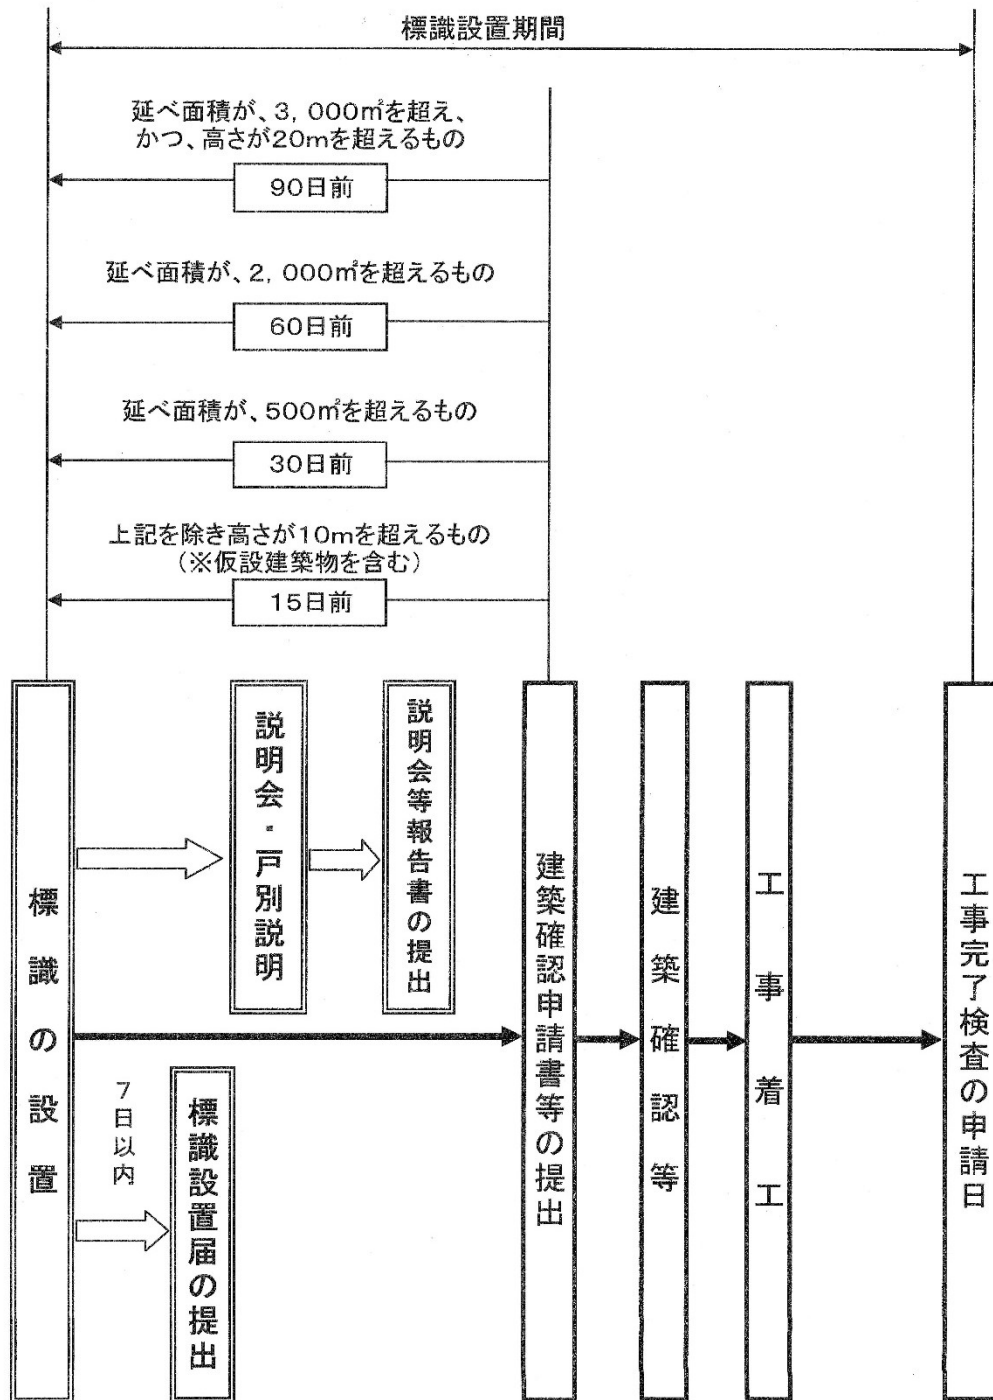 標識設置期間
延べ面積が、3,000㎡を超え、
かつ、高さが20mを超えるもの
90日前
延べ面積が、2,000㎡を超えるもの
60日前
延べ面積が、500㎡を超えるもの
30日前
上記を除き高さが10mを超えるもの
(※仮設建築物を含む)
15日前
標識の設置
説明会・戸別説明
説明会等報告書の提出
7日以内
標識設置届の提出
建築確認申請書等の提出
建築確認等
工事着工
工事完了検査の申請日